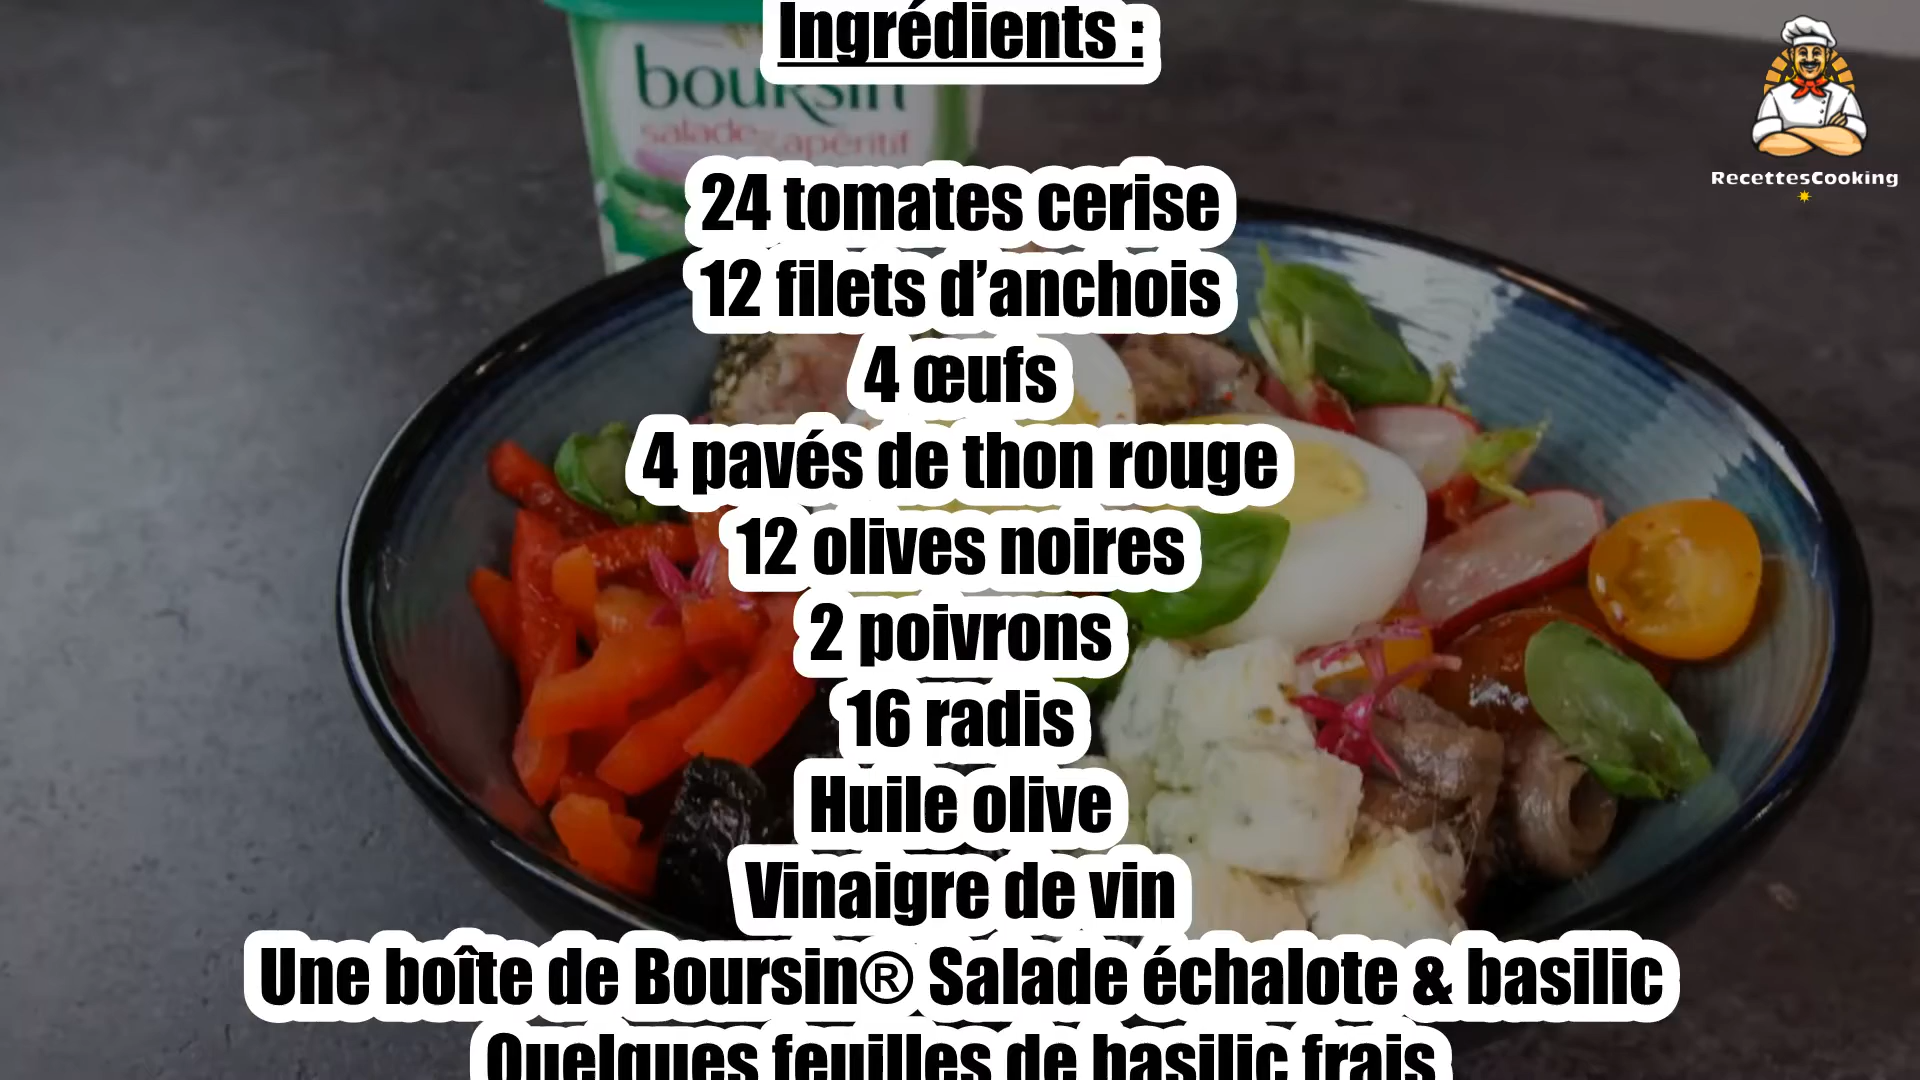 Ingrédients :
boursin
salade & apéritif
RecettesCooking
24 tomates cerise
12 filets d’anchois
4 œufs
4 pavés de thon rouge
12 olives noires
2 poivrons
16 radis
Huile olive
Vinaigre de vin
Une boîte de Boursin® Salade échalote & basilic
Quelques feuilles de basilic frais